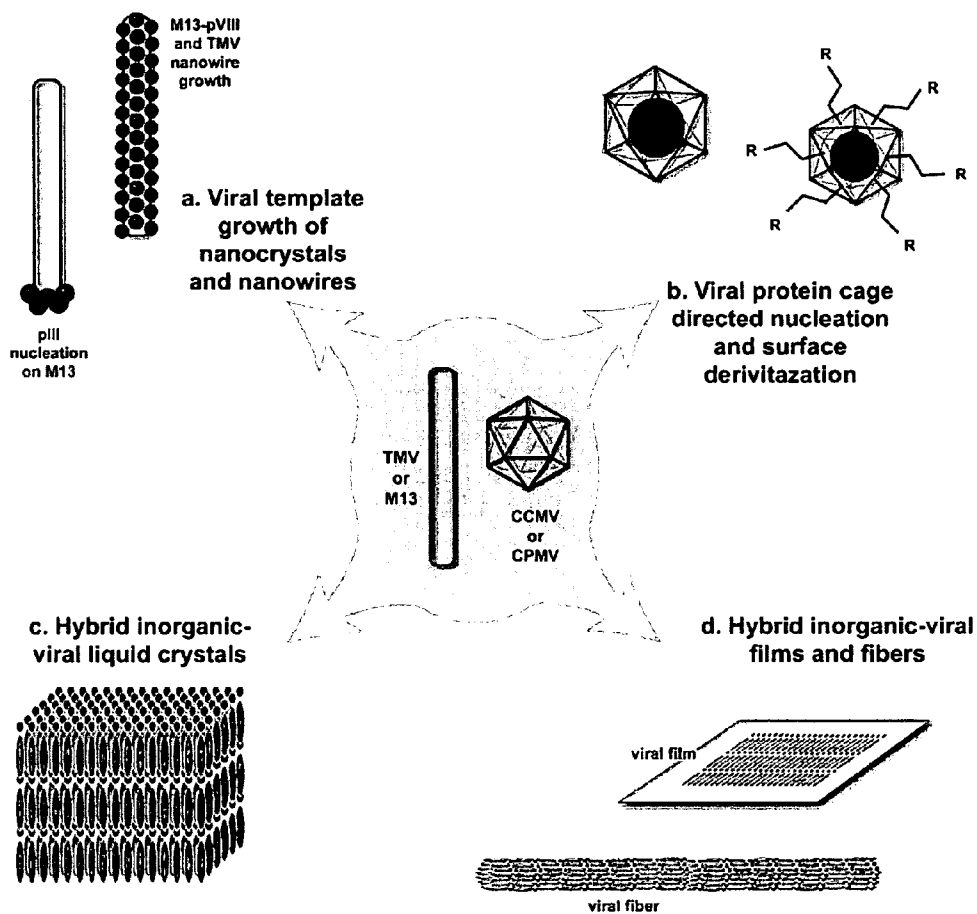 M13-pVIII
and TMV
nanowire
growth
pIII
nucleation
on M13
a. Viral template
growth of
nanocrystals
and nanowires
R
R
R
R
R
R
b. Viral protein cage
directed nucleation
and surface
derivitazation
TMV
or
M13
CCMV
or
CPMV
c. Hybrid inorganic-
viral liquid crystals
d. Hybrid inorganic-viral
films and fibers
viral film
viral fiber